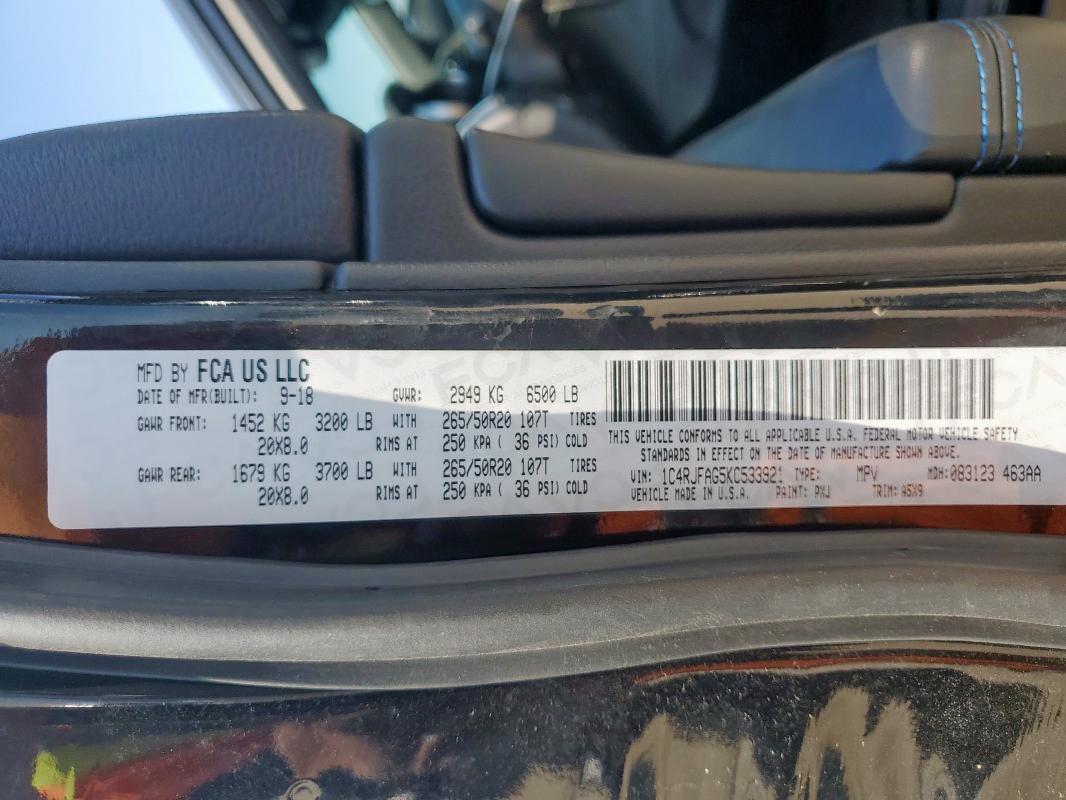 MFD BY FCA US LLC
DATE OF MFR(BUILT): 9-18 GVWR: 2949 KG 6500 LB
GAWR FRONT: 1452 KG 3200 LB WITH 265/50R20 107T TIRES
20X8.0 RIMS AT 250 KPA ( 36 PSI) COLD
GAWR REAR: 1679 KG 3700 LB WITH 265/50R20 107T TIRES
20X8.0 RIMS AT 250 KPA ( 36 PSI) COLD
THIS VEHICLE CONFORMS TO ALL APPLICABLE U.S.A. FEDERAL MOTOR VEHICLE SAFETY
STANDARDS IN EFFECT ON THE DATE OF MANUFACTURE SHOWN ABOVE.
VIN: 1C4RJFAG5KC533921 TYPE: MPV MDH: 083123 463AA
VEHICLE MADE IN U.S.A. PAINT: PXJ TRIM: A5X9